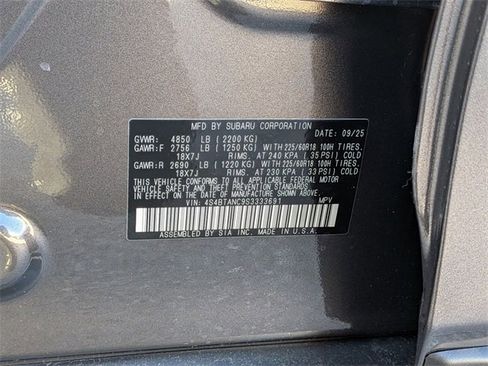 MFD BY SUBARU CORPORATION DATE: 09/25
GVWR: 4850 LB (2200 KG)
GAWR:F 2756 LB (1250 KG) WITH 225/60R18 100H TIRES.
18X7J RIMS. AT 240 KPA (35 PSI) COLD
GAWR:R 2690 LB (1220 KG) WITH 225/60R18 100H TIRES.
18X7J RIMS. AT 230 KPA (33 PSI) COLD
THIS VEHICLE CONFORMS TO ALL APPLICABLE FEDERAL MOTOR
VEHICLE SAFETY, BUMPER, AND THEFT PREVENTION STANDARDS
IN EFFECT ON THE DATE OF MANUFACTURE SHOWN ABOVE.
VIN: 4S4BTANC9S3333691 MPV
ASSEMBLED BY SIA INC. MADE IN U.S.A.